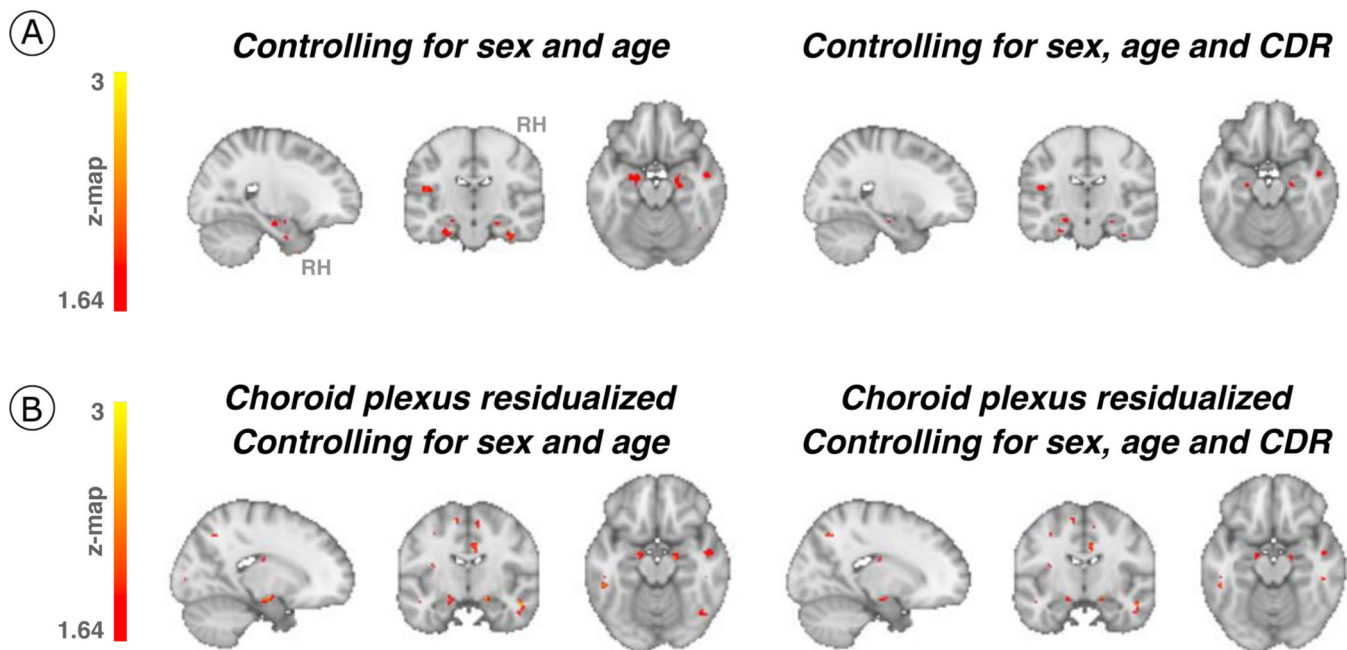 A
Controlling for sex and age
Controlling for sex, age and CDR
3
z-map
1.64
RH
RH
B
Choroid plexus residualized
Controlling for sex and age
Choroid plexus residualized
Controlling for sex, age and CDR
3
z-map
1.64